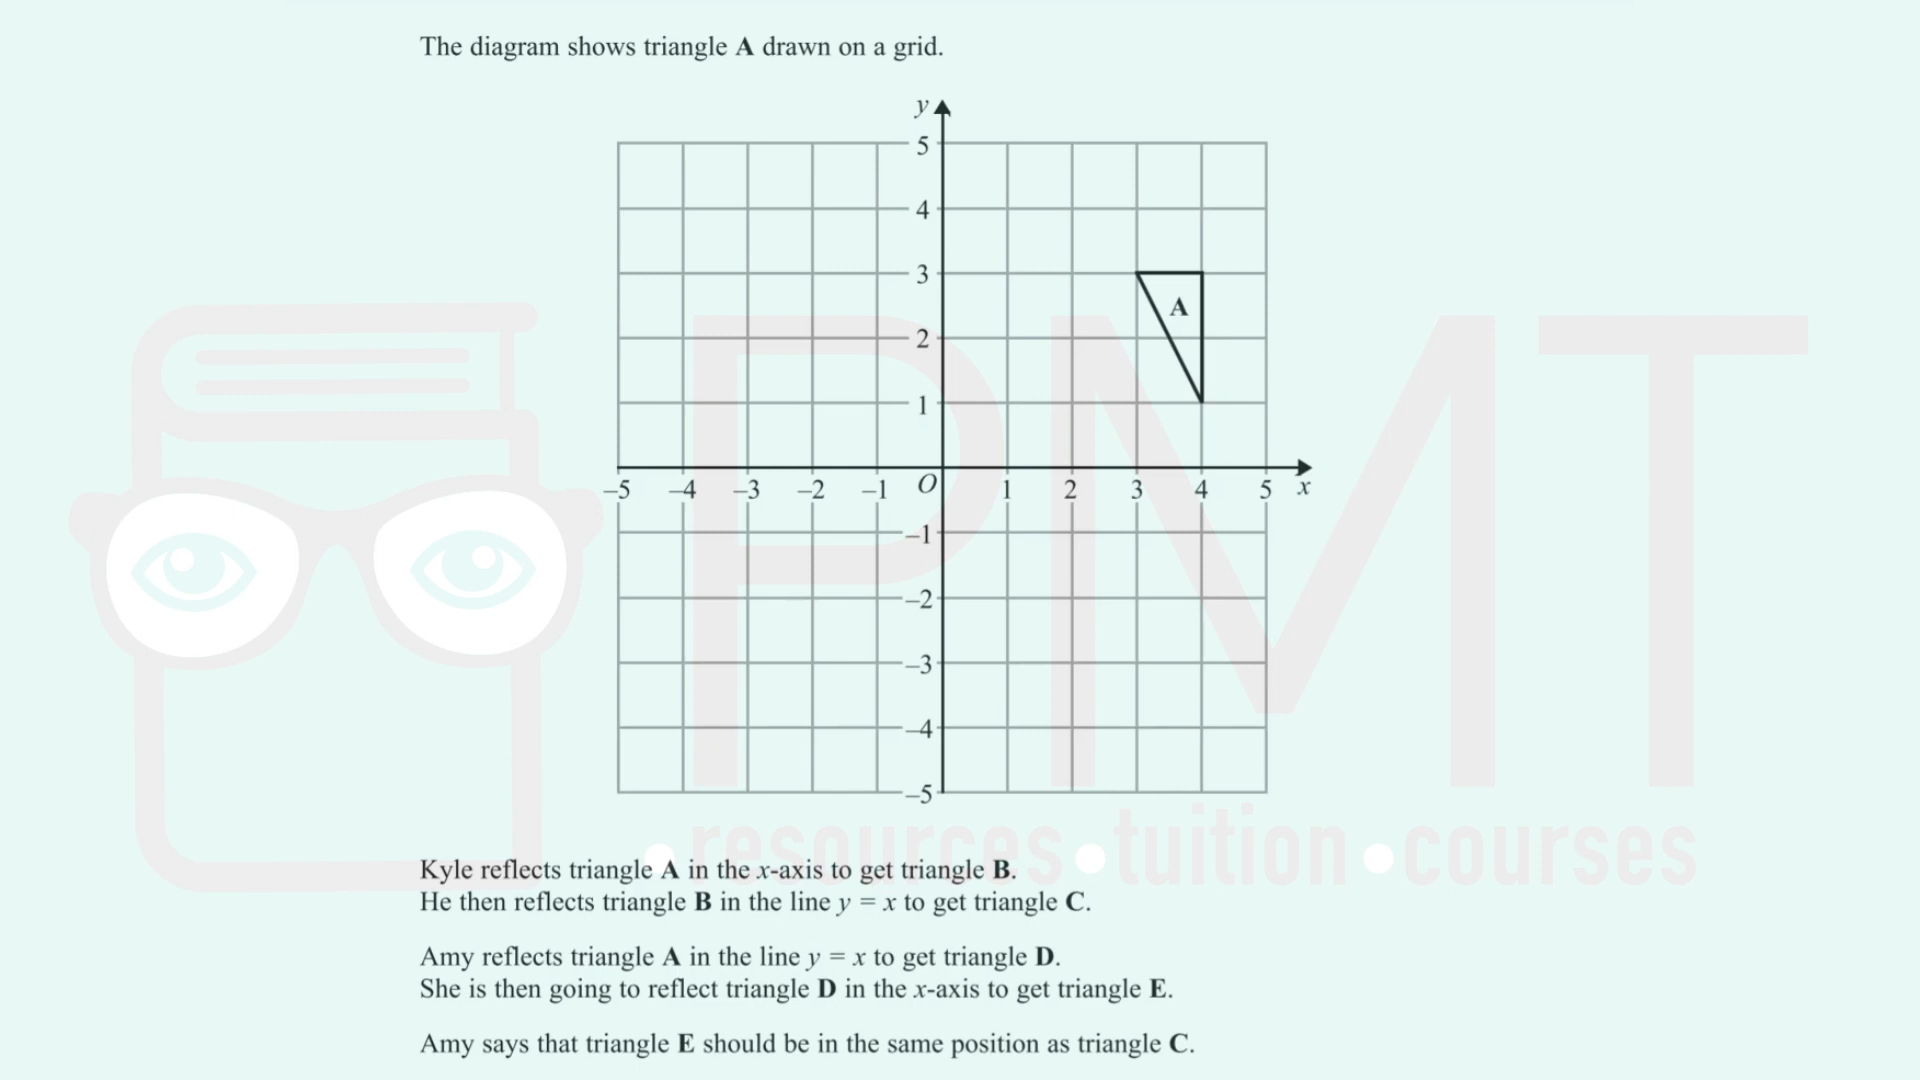 The diagram shows triangle A drawn on a grid.
y
5
4
3
A
2
1
–5 –4 –3 –2 –1 O 1 2 3 4 5 x
–1
–2
–3
–4
–5
PMT
• resources • tuition • courses
Kyle reflects triangle A in the x-axis to get triangle B.
He then reflects triangle B in the line y = x to get triangle C.
Amy reflects triangle A in the line y = x to get triangle D.
She is then going to reflect triangle D in the x-axis to get triangle E.
Amy says that triangle E should be in the same position as triangle C.